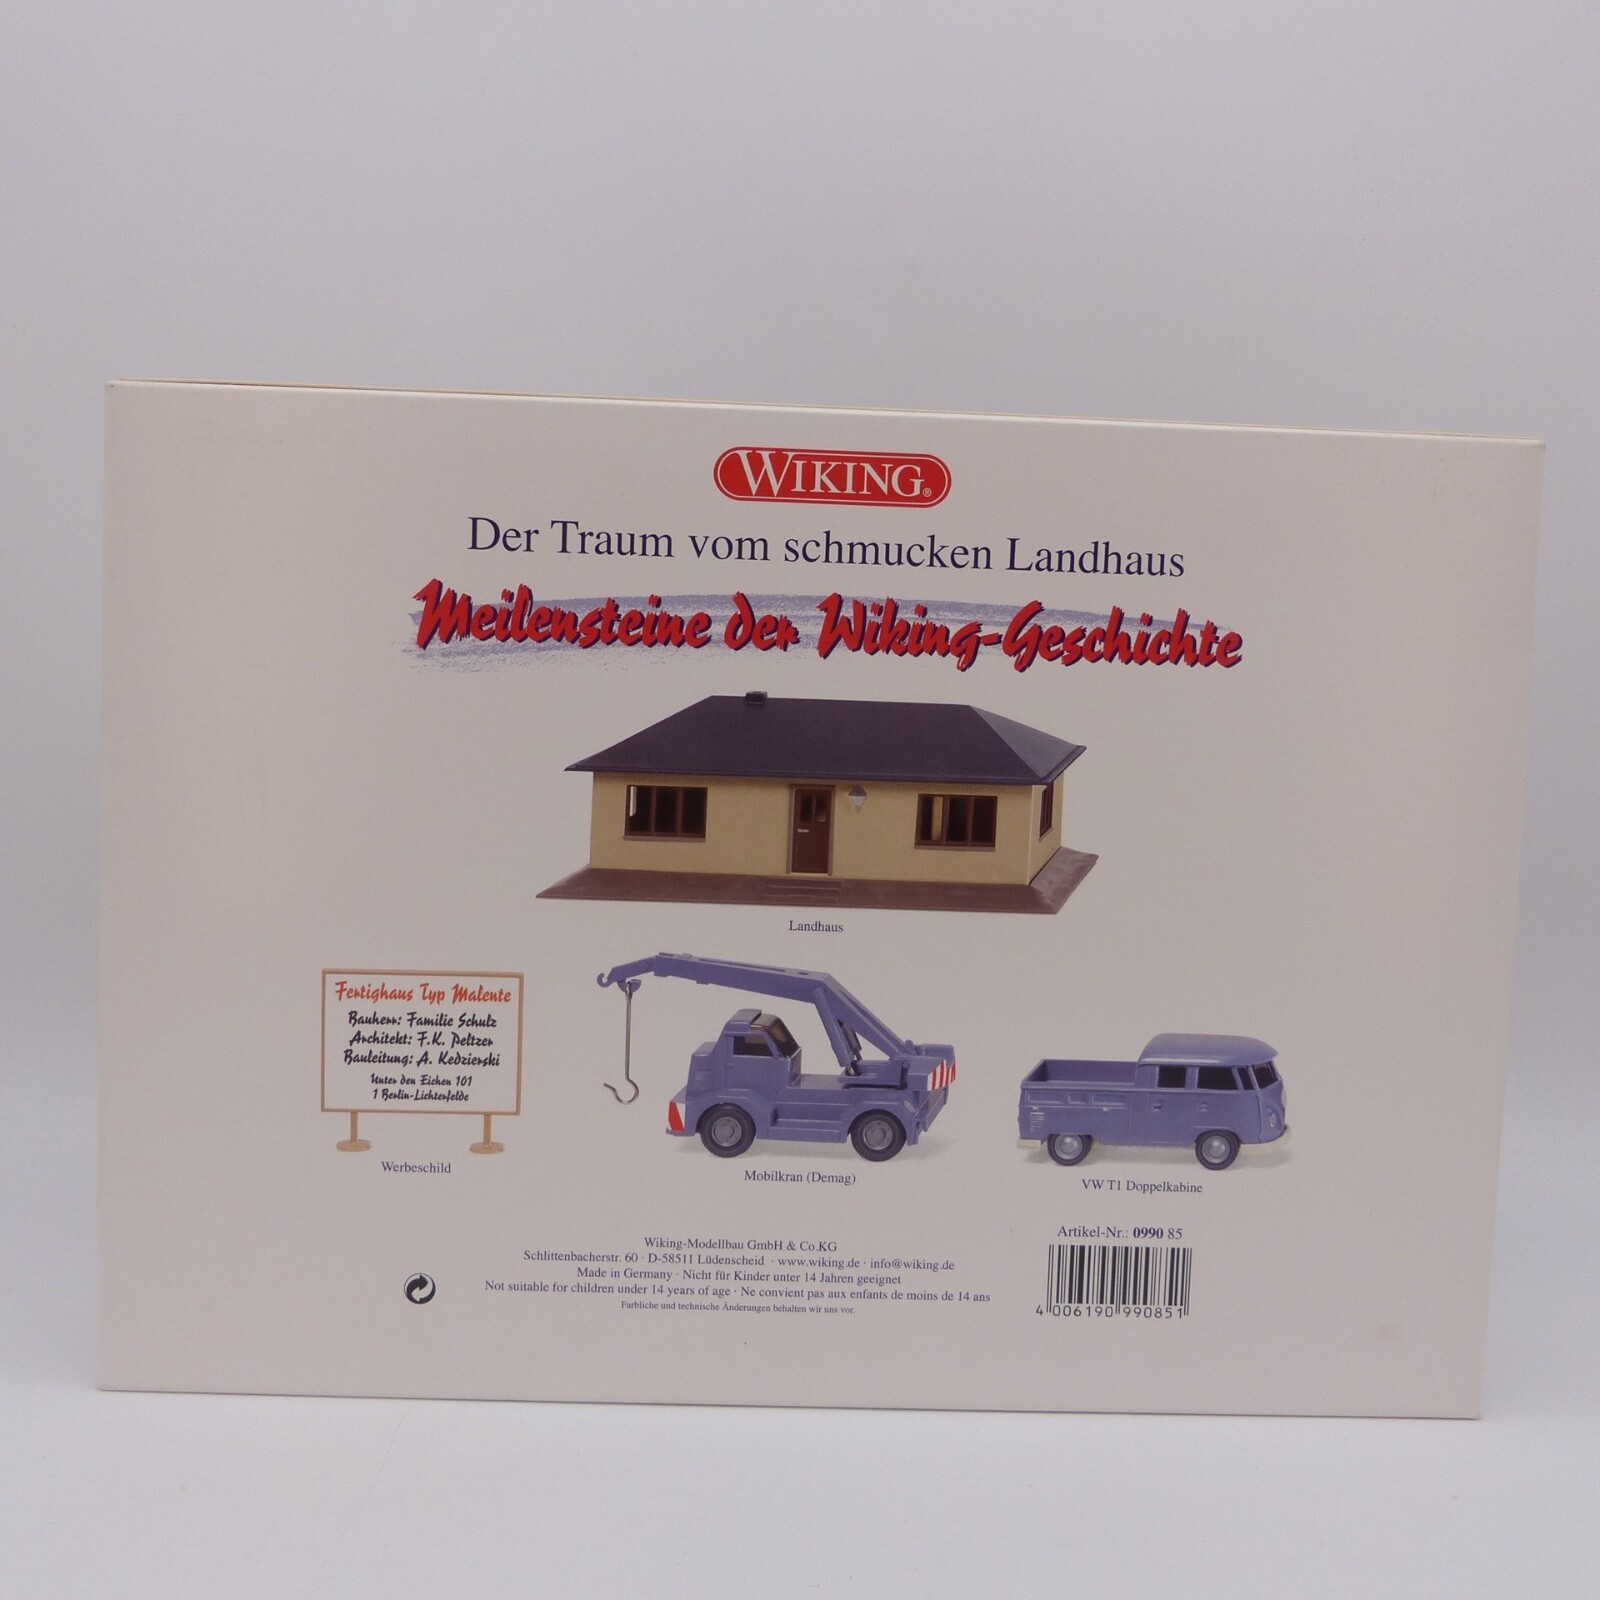 WIKING®
Der Traum vom schmucken Landhaus
Meilensteine der Wiking-Geschichte
Landhaus
Fertighaus Typ Malente
Bauherr: Familie Schulz
Architekt: F.K. Peltzer
Bauleitung: A. Kedzierski
Unter den Eichen 101
1 Berlin-Lichterfelde
Werbeschild
Mobilkran (Demag)
VW T1 Doppelkabine
Wiking-Modellbau GmbH & Co.KG
Schlittenbacherstr. 60 · D-58511 Lüdenscheid · www.wiking.de · info@wiking.de
Made in Germany · Nicht für Kinder unter 14 Jahren geeignet
Not suitable for children under 14 years of age · Ne convient pas aux enfants de moins de 14 ans
Farbliche und technische Änderungen behalten wir uns vor.
Artikel-Nr.: 0990 85
4 006190 990851